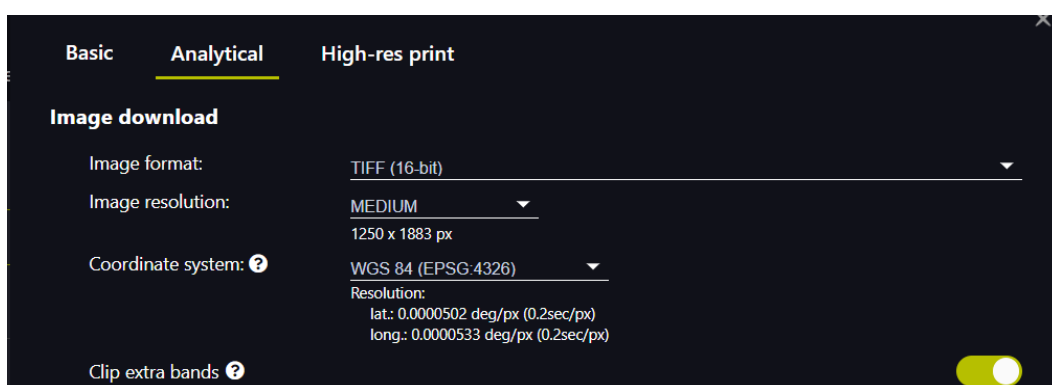 Basic Analytical High-res print
Image download
Image format: TIFF (16-bit)
Image resolution: MEDIUM
1250 x 1883 px
Coordinate system: ? WGS 84 (EPSG:4326)
Resolution:
lat.: 0.0000502 deg/px (0.2sec/px)
long.: 0.0000533 deg/px (0.2sec/px)
Clip extra bands ?